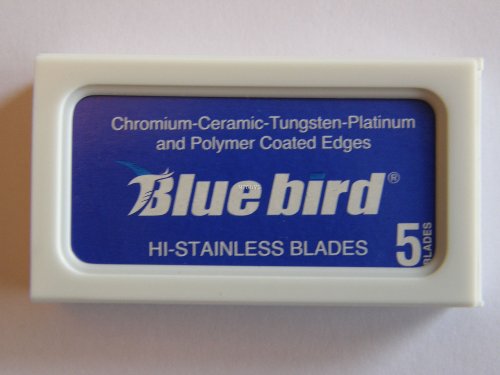 Chromium-Ceramic-Tungsten-Platinum
and Polymer Coated Edges
Blue bird®
HI-STAINLESS BLADES
5 BLADES